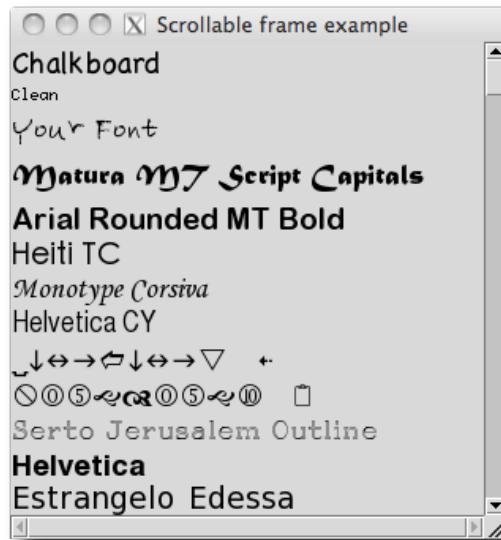 Scrollable frame example
Chalkboard
Clean
Your Font
Matura MT Script Capitals
Arial Rounded MT Bold
Heiti TC
Monotype Corsiva
Helvetica CY
Serto Jerusalem Outline
Helvetica
Estrangelo Edessa